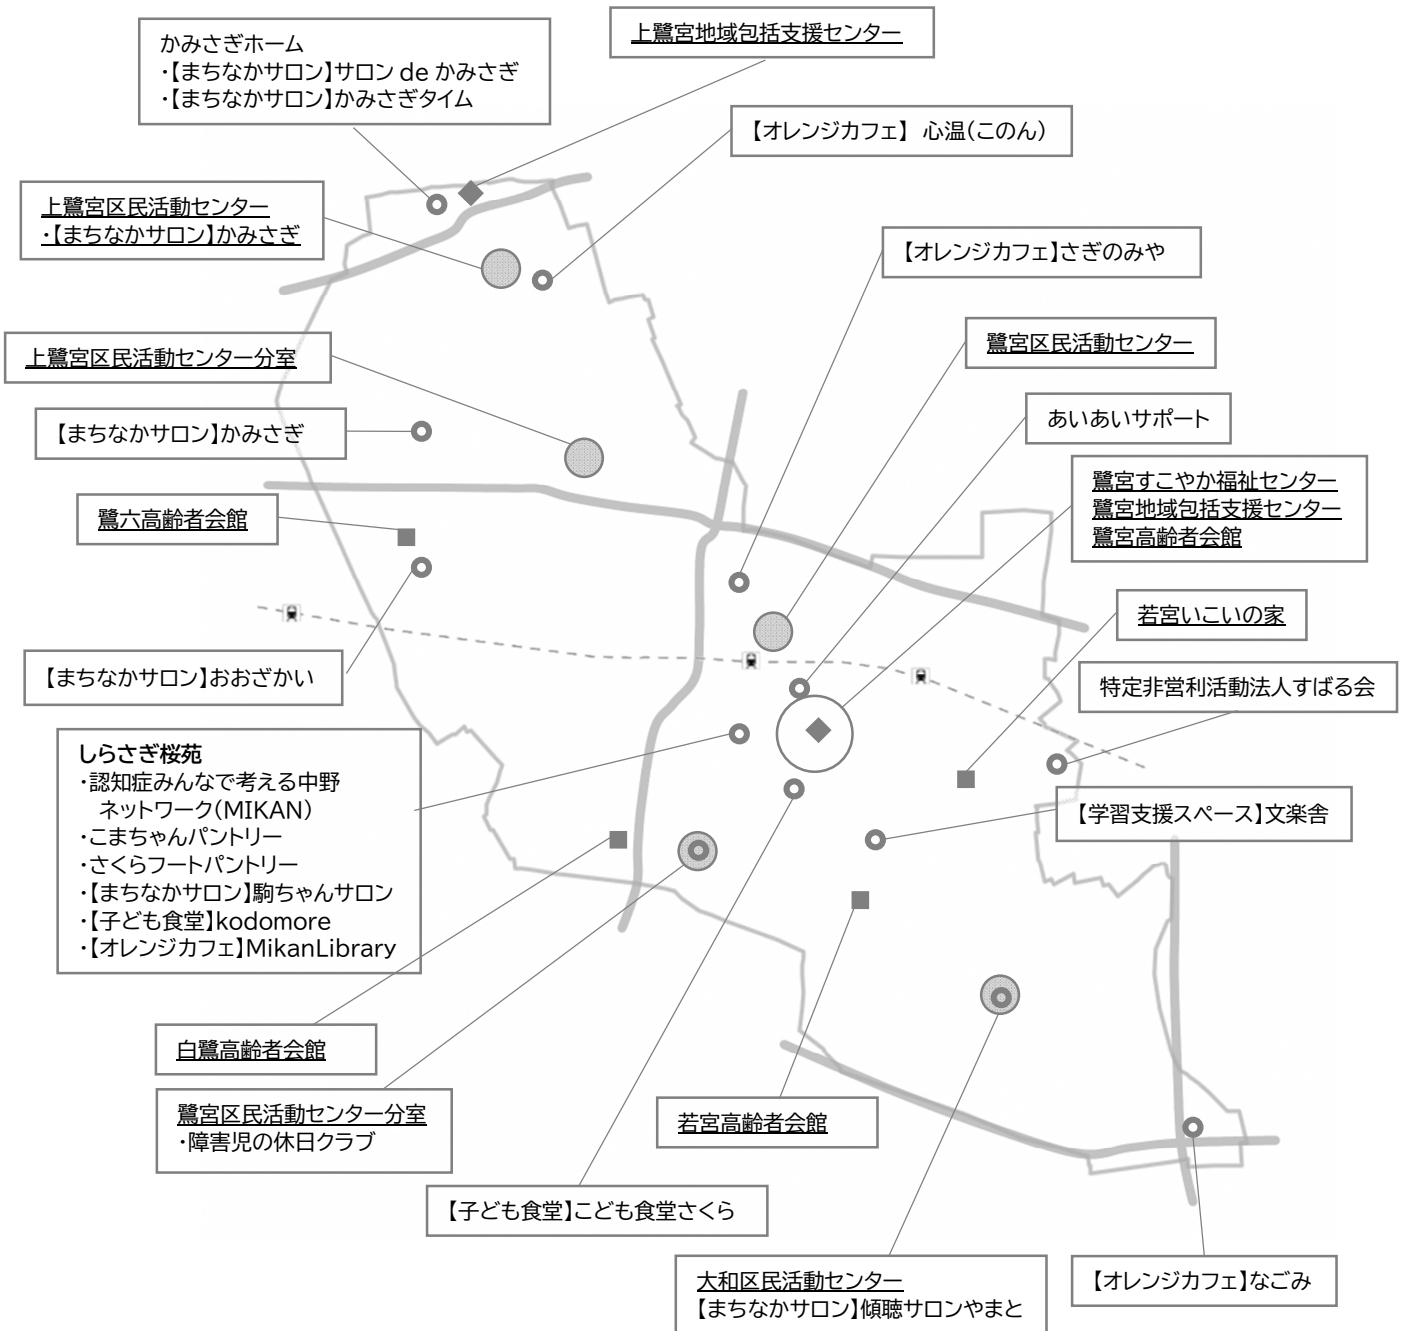 かみさぎホーム
・【まちなかサロン】サロン de かみさぎ
・【まちなかサロン】かみさぎタイム
上鷺宮地域包括支援センター
【オレンジカフェ】 心温(このん)
上鷺宮区民活動センター
・【まちなかサロン】かみさぎ
【オレンジカフェ】さぎのみや
鷺宮区民活動センター
上鷺宮区民活動センター分室
あいあいサポート
【まちなかサロン】かみさぎ
鷺宮すこやか福祉センター
鷺宮地域包括支援センター
鷺宮高齢者会館
鷺六高齢者会館
若宮いこいの家
【まちなかサロン】おおざかい
特定非営利活動法人すばる会
しらさぎ桜苑
・認知症みんなで考える中野
ネットワーク(MIKAN)
・こまちゃんパントリー
・さくらフートパントリー
・【まちなかサロン】駒ちゃんサロン
・【子ども食堂】kodomore
・【オレンジカフェ】MikanLibrary
【学習支援スペース】文楽舎
白鷺高齢者会館
鷺宮区民活動センター分室
・障害児の休日クラブ
若宮高齢者会館
【子ども食堂】こども食堂さくら
大和区民活動センター
【まちなかサロン】傾聴サロンやまと
【オレンジカフェ】なごみ